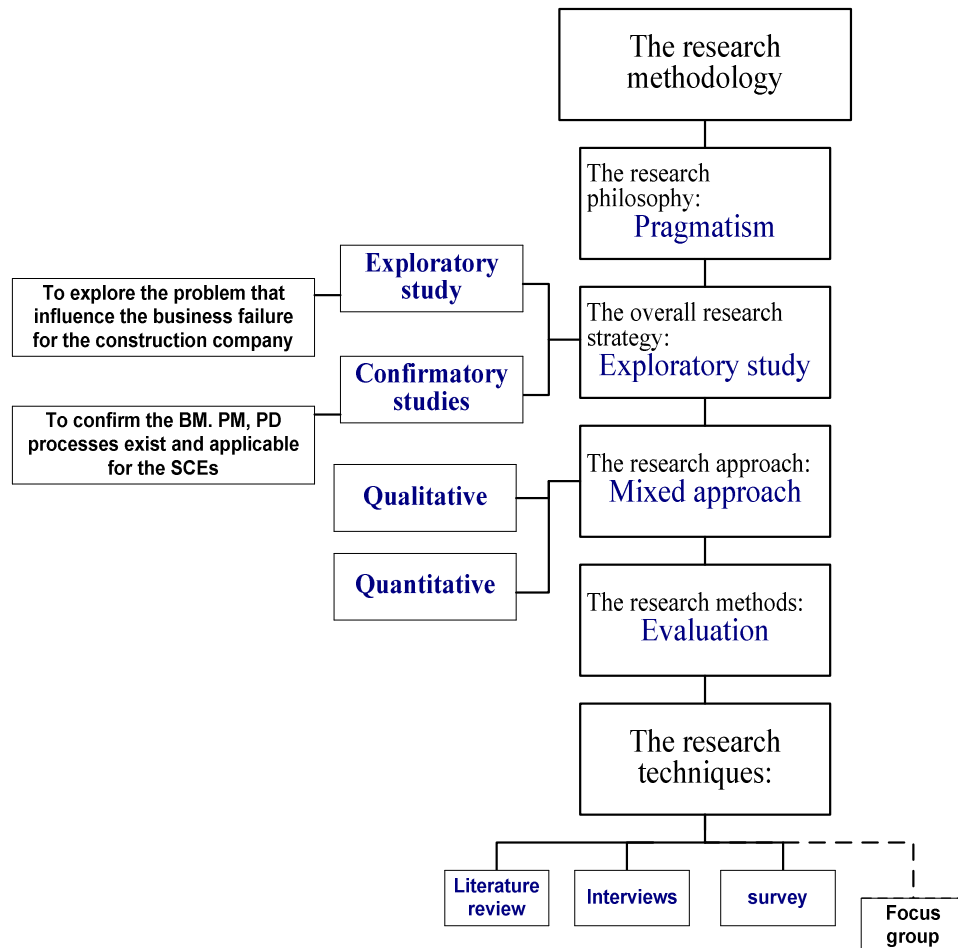 The research
methodology
The research
philosophy:
Pragmatism
Exploratory
study
To explore the problem that
influence the business failure
for the construction company
The overall research
strategy:
Exploratory study
Confirmatory
studies
To confirm the BM. PM, PD
processes exist and applicable
for the SCEs
The research approach:
Mixed approach
Qualitative
Quantitative
The research methods:
Evaluation
The research
techniques:
Literature
review
Interviews
survey
Focus
group